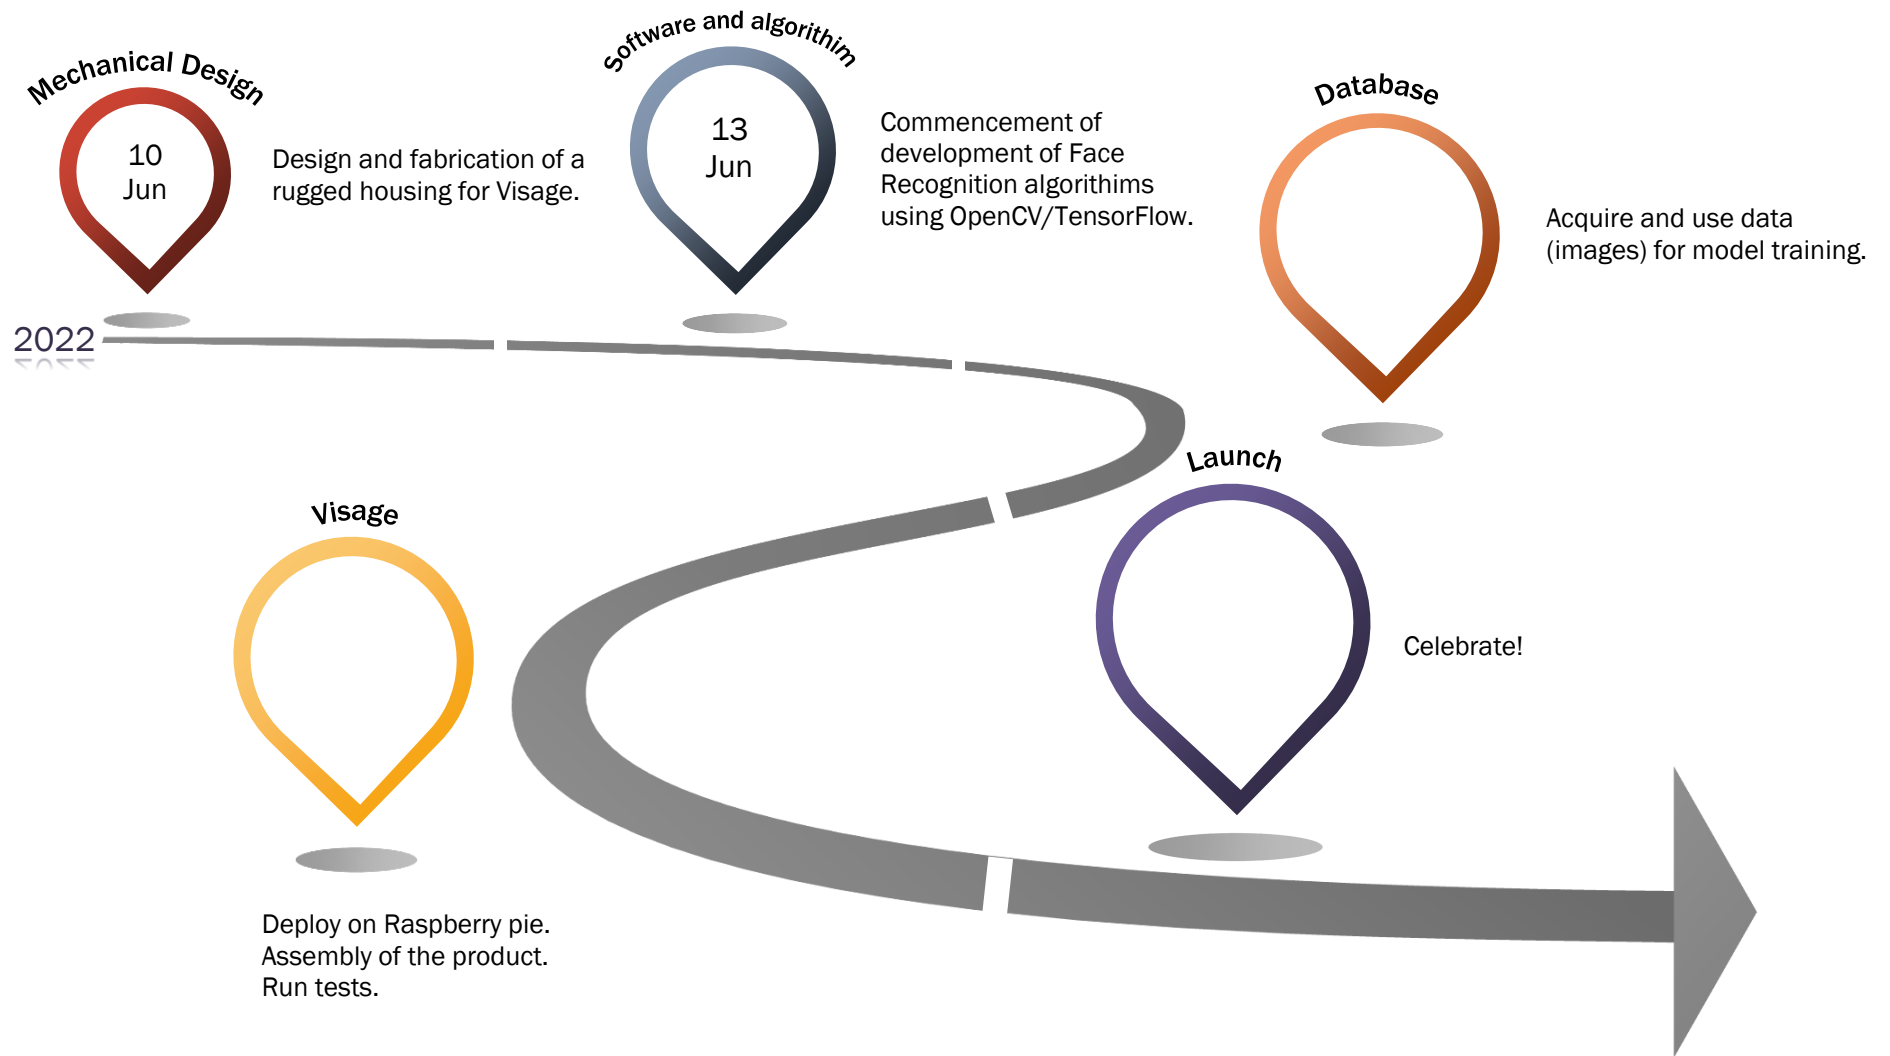 Mechanical Design
10
Jun
Design and fabrication of a
rugged housing for Visage.
Software and algorithim
13
Jun
Commencement of
development of Face
Recognition algorithims
using OpenCV/TensorFlow.
Database
Acquire and use data
(images) for model training.
2022
Launch
Celebrate!
Visage
Deploy on Raspberry pie.
Assembly of the product.
Run tests.